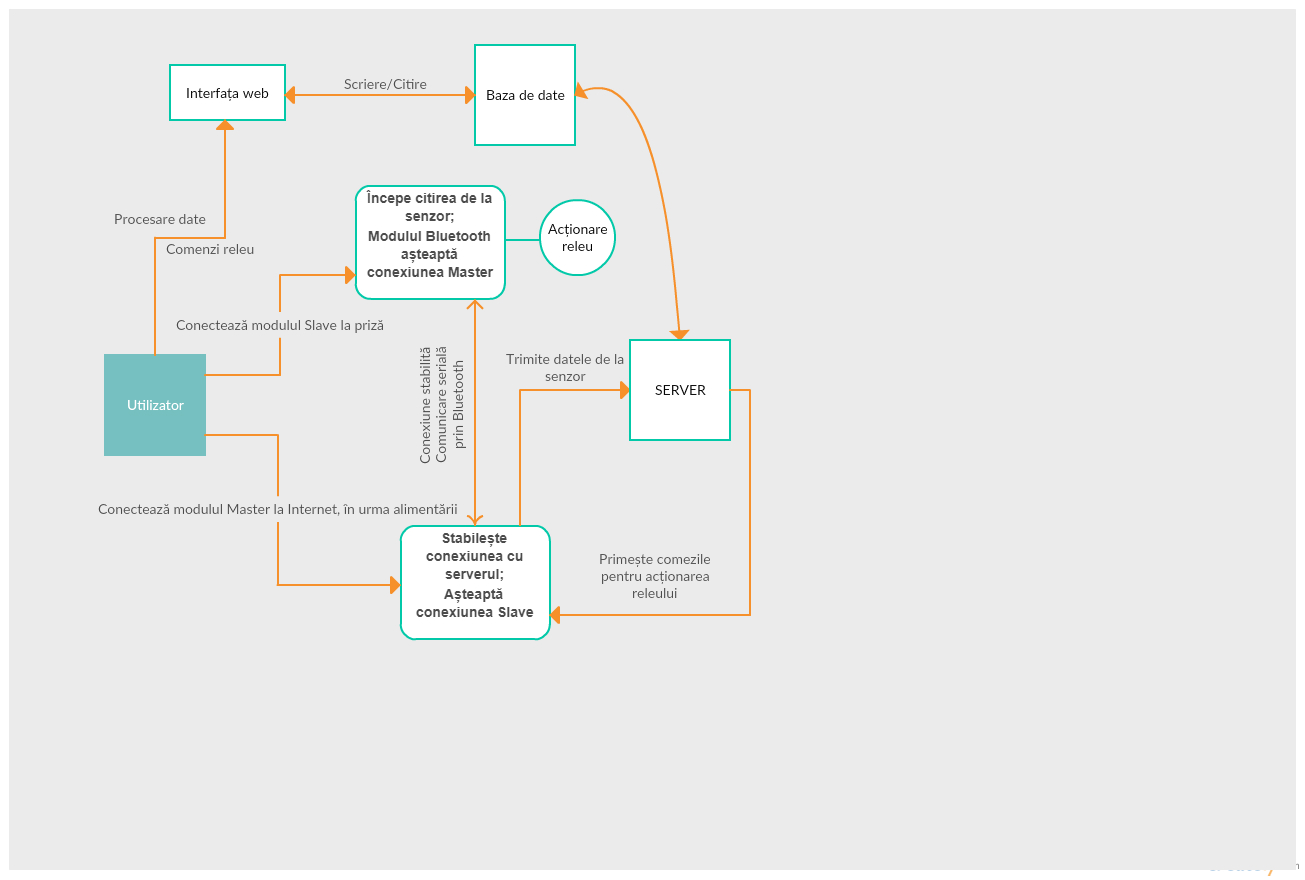 Interfața web
Scriere/Citire
Baza de date
Începe citirea de la
senzor;
Modulul Bluetooth
așteaptă
conexiunea Master
Acționare
releu
Procesare date
Comenzi releu
Conectează modulul Slave la priză
Conexiune stabilită
Comunicare serială
prin Bluetooth
Trimite datele de la
senzor
SERVER
Utilizator
Conectează modulul Master la Internet, în urma alimentării
Stabilește
conexiunea cu
serverul;
Așteaptă
conexiunea Slave
Primește comezile
pentru acționarea
releului